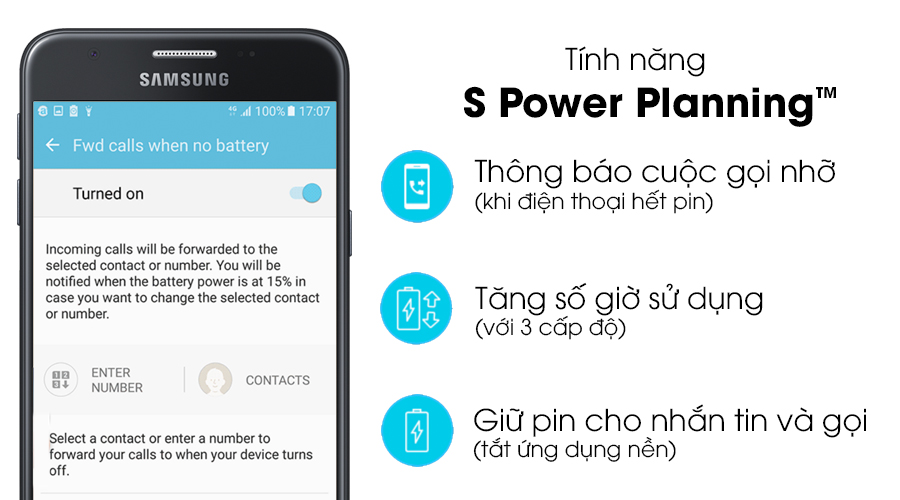 SAMSUNG
4G 100% 17:07
Fwd calls when no battery
Turned on
Incoming calls will be forwarded to the
selected contact or number. You will be
notified when the battery power is at 15% in
case you want to change the selected contact
or number.
ENTER
NUMBER
CONTACTS
Select a contact or enter a number to
forward your calls to when your device turns
off.
Tính năng
S Power Planning™
Thông báo cuộc gọi nhỡ
(khi điện thoại hết pin)
Tăng số giờ sử dụng
(với 3 cấp độ)
Giữ pin cho nhắn tin và gọi
(tắt ứng dụng nền)